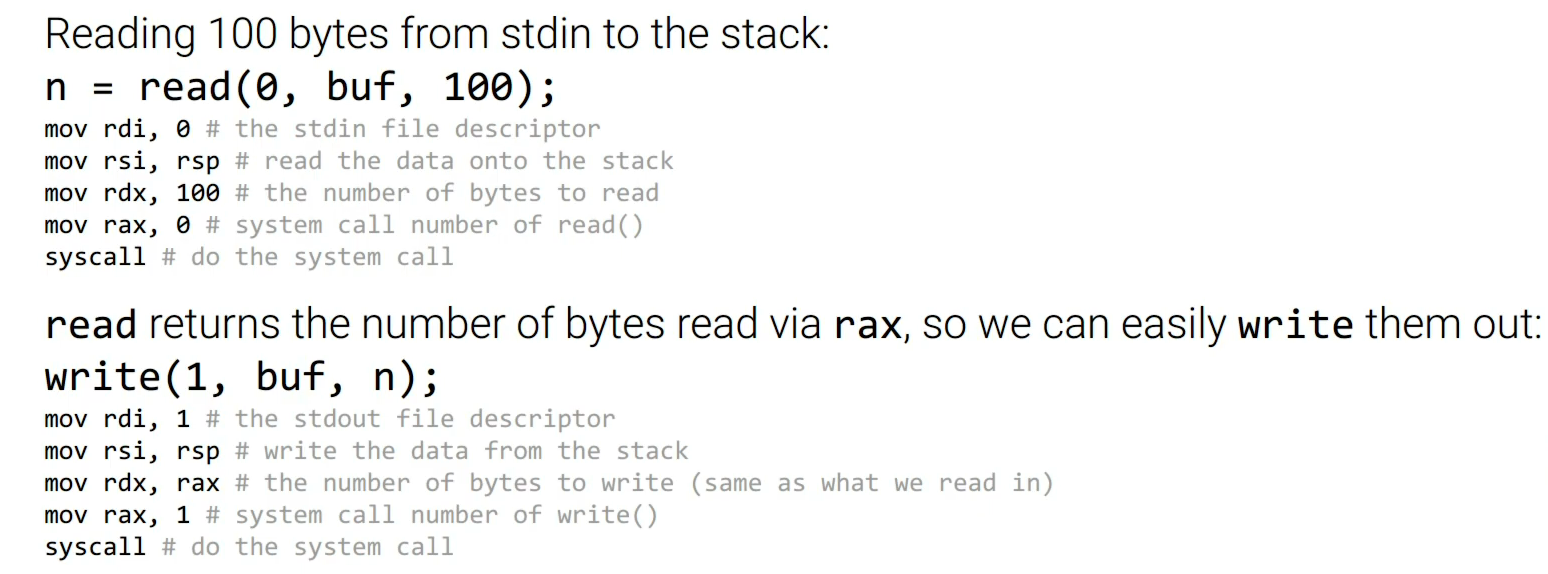 Reading 100 bytes from stdin to the stack:
n = read(0, buf, 100);
mov rdi, 0 # the stdin file descriptor
mov rsi, rsp # read the data onto the stack
mov rdx, 100 # the number of bytes to read
mov rax, 0 # system call number of read()
syscall # do the system call
read returns the number of bytes read via rax, so we can easily write them out:
write(1, buf, n);
mov rdi, 1 # the stdout file descriptor
mov rsi, rsp # write the data from the stack
mov rdx, rax # the number of bytes to write (same as what we read in)
mov rax, 1 # system call number of write()
syscall # do the system call